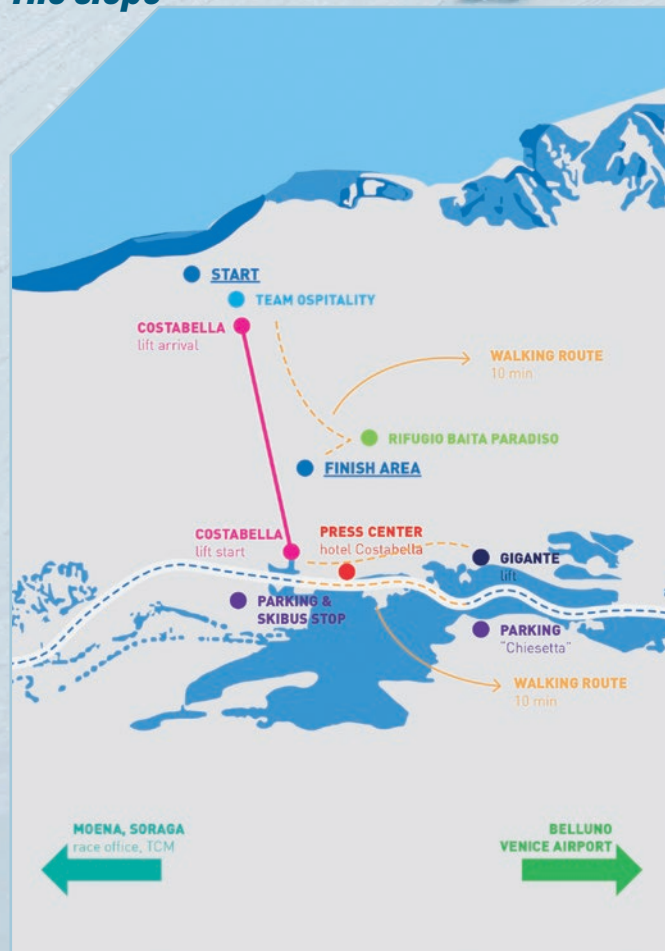 The slope
START
TEAM OSPITALITY
COSTABELLA
lift arrival
WALKING ROUTE
10 min
RIFUGIO BAITA PARADISO
FINISH AREA
COSTABELLA
lift start
PRESS CENTER
hotel Costabella
GIGANTE
lift
PARKING &
SKIBUS STOP
PARKING
"Chiesetta"
WALKING ROUTE
10 min
MOENA, SORAGA
race office, TCM
BELLUNO
VENICE AIRPORT